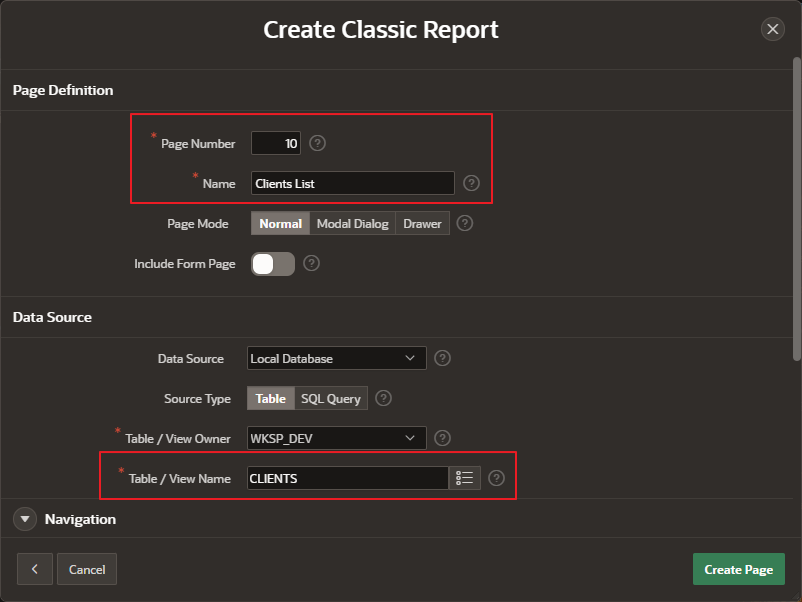 Create Classic Report
Page Definition
* Page Number 10 ?
* Name Clients List ?
Page Mode Normal Modal Dialog Drawer ?
Include Form Page ?
Data Source
Data Source Local Database ?
Source Type Table SQL Query ?
* Table / View Owner WKSP_DEV ?
* Table / View Name CLIENTS ?
Navigation
Cancel Create Page